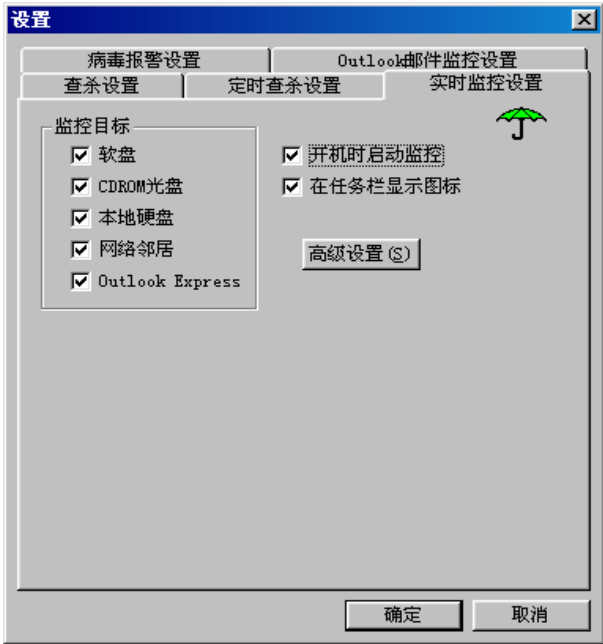 设置
病毒报警设置
Outlook邮件监控设置
查杀设置
定时查杀设置
实时监控设置
监控目标
软盘
CDROM光盘
本地硬盘
网络邻居
Outlook Express
开机时启动监控
在任务栏显示图标
高级设置(S)
确定
取消